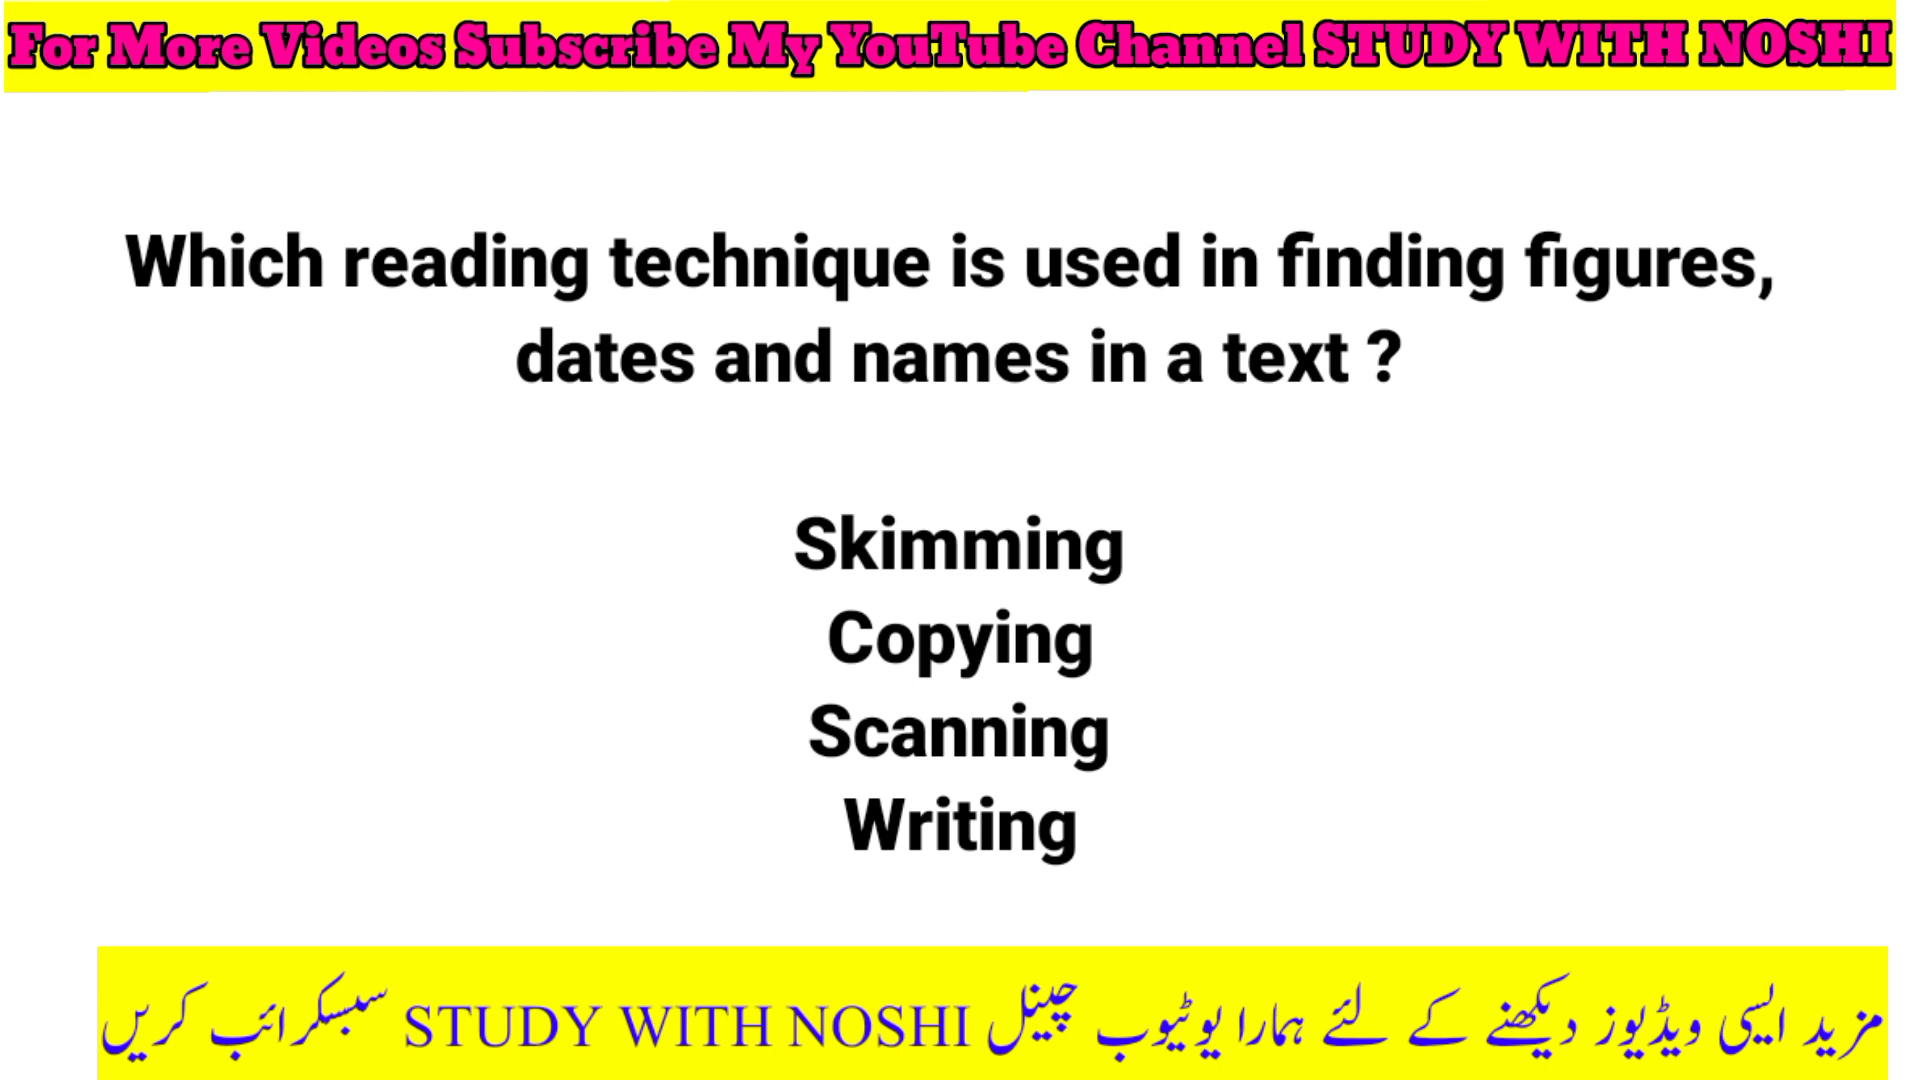 For More Videos Subscribe My YouTube Channel STUDY WITH NOSHI
Which reading technique is used in finding figures,
dates and names in a text ?
Skimming
Copying
Scanning
Writing
مزید ایسی ویڈیوز دیکھنے کے لئے ہمارا یوٹیوب چینل STUDY WITH NOSHI سبسکرائب کریں